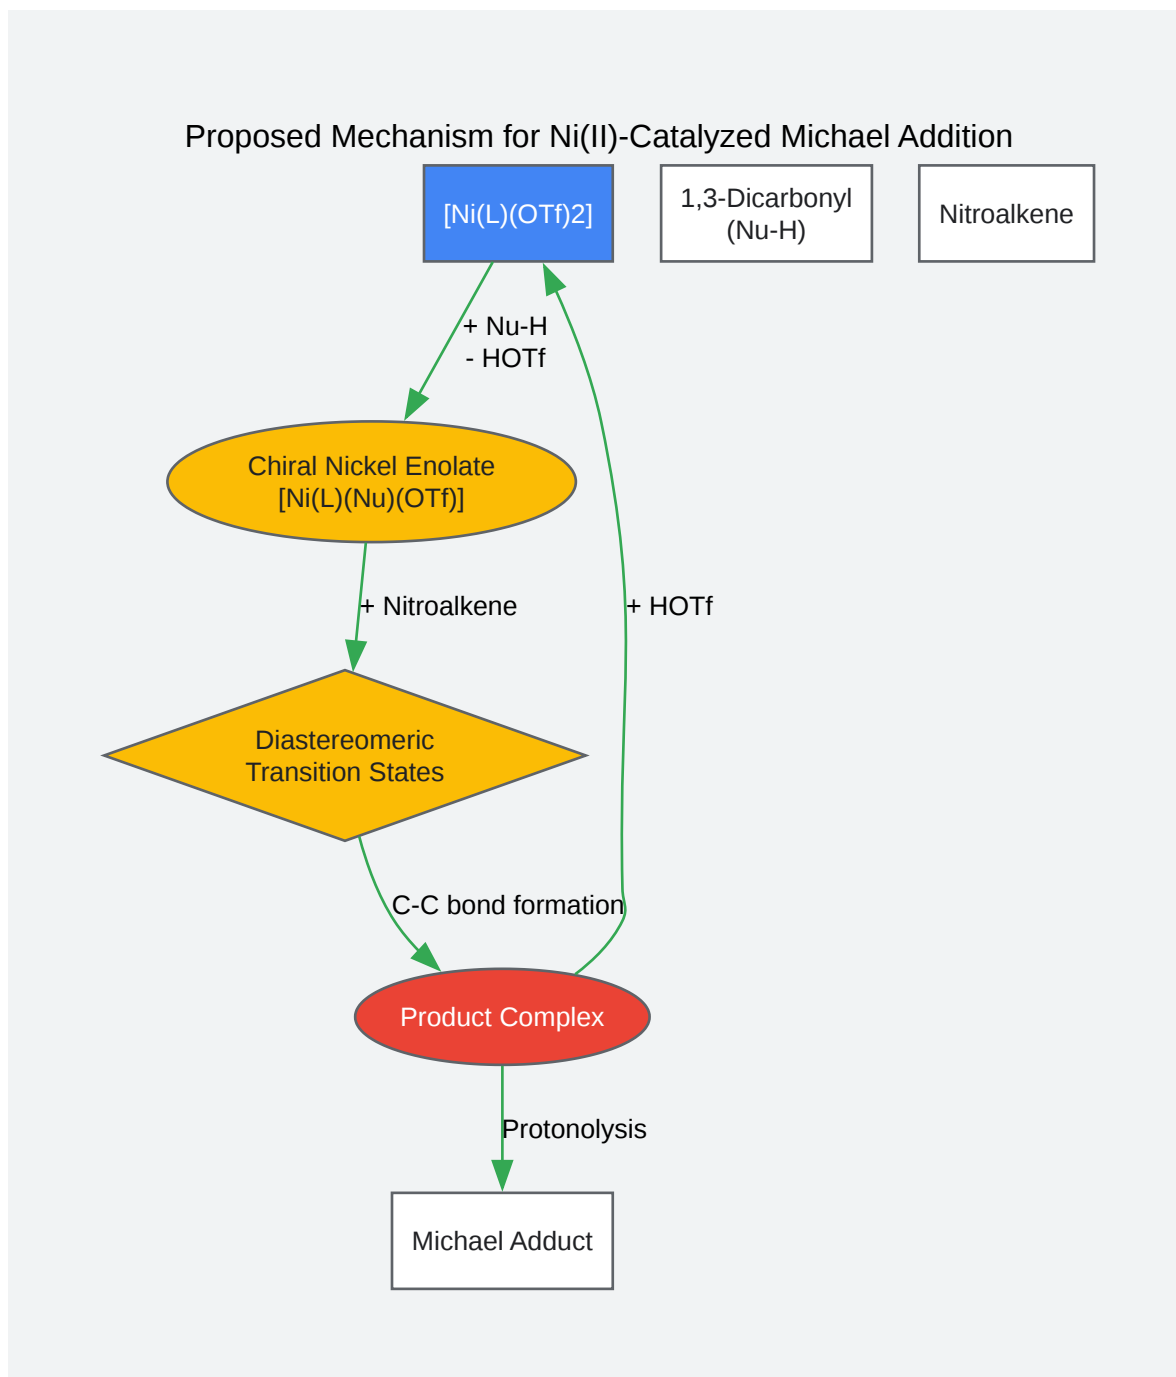 Proposed Mechanism for Ni(II)-Catalyzed Michael Addition
[Ni(L)(OTf)2]
1,3-Dicarbonyl
(Nu-H)
Nitroalkene
+ Nu-H
- HOTf
Chiral Nickel Enolate
[Ni(L)(Nu)(OTf)]
+ Nitroalkene
+ HOTf
Diastereomeric
Transition States
C-C bond formation
Product Complex
Protonolysis
Michael Adduct